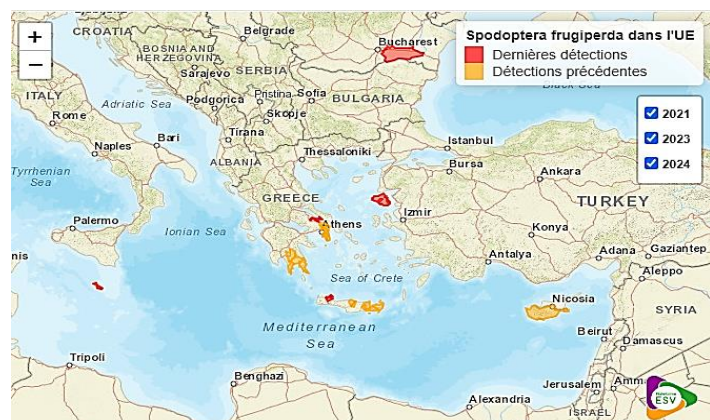 +
−
Spodoptera frugiperda dans l'UE
Dernières détections
Détections précédentes
2021
2023
2024
CROATIA
Belgrade
Bucharest
BOSNIA AND
HERZEGOVINA
Sarajevo
SERBIA
ITALY
Adriatic Sea
Podgorica
Pristina
Sofia
BULGARIA
Black Sea
Rome
Skopje
Bari
Tirana
Istanbul
Naples
ALBANIA
Thessaloniki
Bursa
Ankara
Tyrrhenian
Sea
GREECE
TURKEY
Palermo
Ionian Sea
Athens
Izmir
Konya
nis
Antalya
Adana
Gaziantep
Sea of Crete
Aleppo
Nicosia
SYRIA
Mediterranean
Sea
Beirut
Damascus
Tripoli
Benghazi
Jerusalem
Amm
Alexandria
ISRAEL
ESV